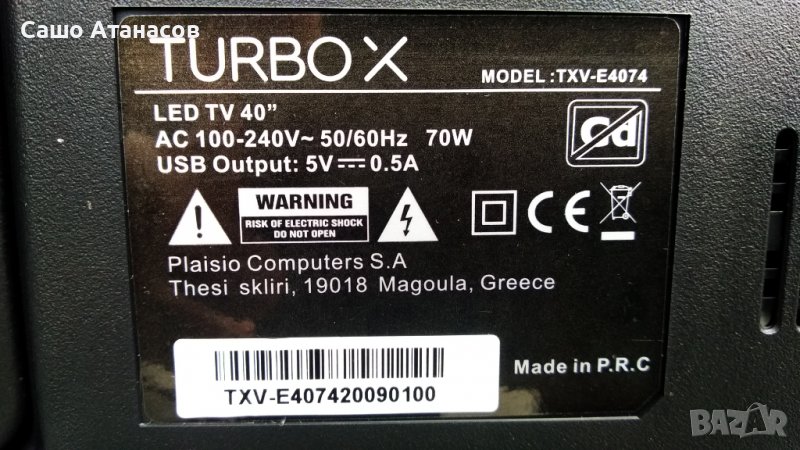 Сашо Атанасов
TURBO X
MODEL :TXV-E4074
LED TV 40”
AC 100-240V~ 50/60Hz 70W
USB Output: 5V⎓0.5A
Cd
WARNING
RISK OF ELECTRIC SHOCK
DO NOT OPEN
CE
Plaisio Computers S.A
Thesi skliri, 19018 Magoula, Greece
TXV-E407420090100
Made in P.R.C
BAZAR